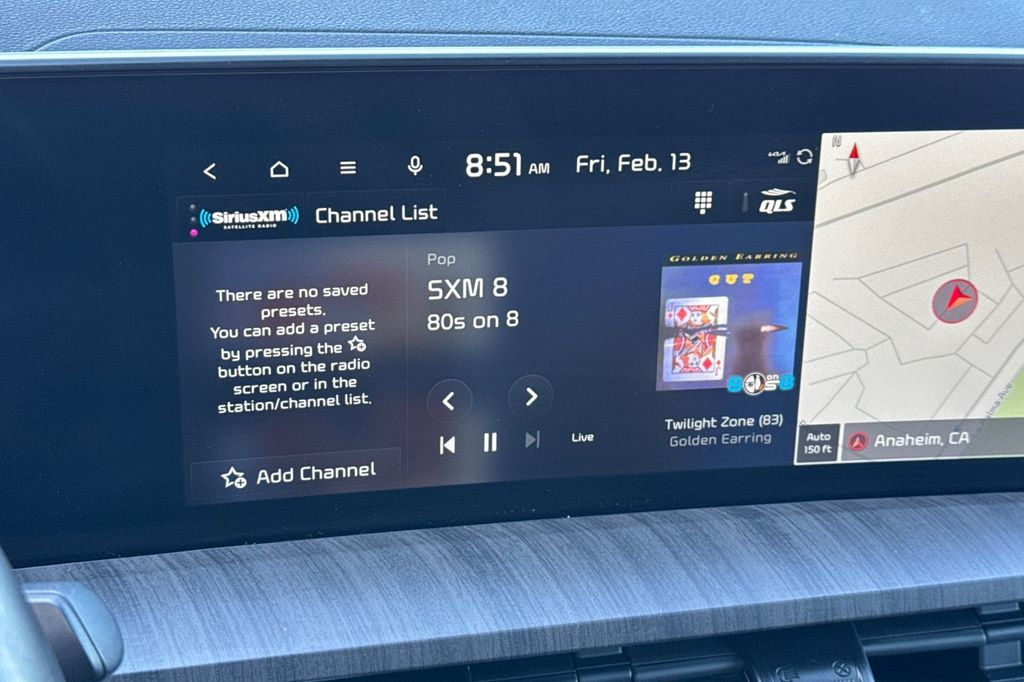 8:51 AM
Fri, Feb, 13
SiriusXM
SATELLITE RADIO
Channel List
QLS
There are no saved
presets.
You can add a preset
by pressing the
button on the radio
screen or in the
station/channel list.
Add Channel
Pop
SXM 8
80s on 8
Live
GOLDEN EARRING
CUT
J
80s on 8
Twilight Zone (83)
Golden Earring
N
Auto
150 ft
Anaheim, CA